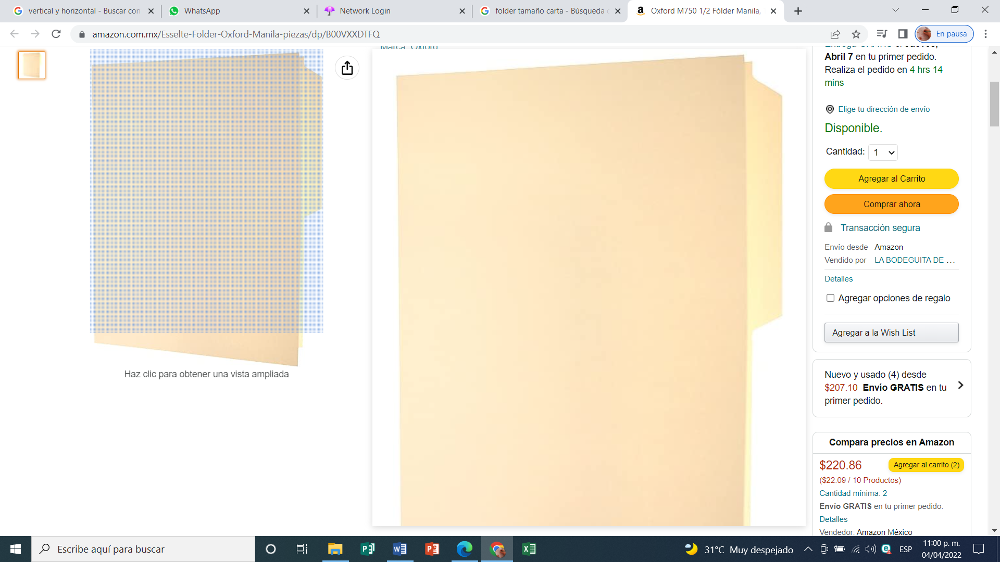 vertical y horizontal - Buscar con
WhatsApp
Network Login
folder tamaño carta - Búsqueda
Oxford M750 1/2 Fólder Manila,
amazon.com.mx/Esselte-Folder-Oxford-Manila-piezas/dp/B00VXXDTFQ
En pausa
Marca: Oxford
Entrega GRATIS el Jueves,
Abril 7 en tu primer pedido.
Realiza el pedido en 4 hrs 14
mins
Elige tu dirección de envío
Disponible.
Cantidad: 1
Agregar al Carrito
Comprar ahora
Transacción segura
Envío desde Amazon
Vendido por LA BODEGUITA DE ...
Detalles
Agregar opciones de regalo
Agregar a la Wish List
Haz clic para obtener una vista ampliada
Nuevo y usado (4) desde
$207.10 Envío GRATIS en tu
primer pedido.
Compara precios en Amazon
$220.86 Agregar al carrito (2)
($22.09 / 10 Productos)
Cantidad mínima: 2
Envío GRATIS en tu primer pedido.
Detalles
Vendedor: Amazon México
Escribe aquí para buscar
31°C Muy despejado
ESP
11:00 p. m.
04/04/2022